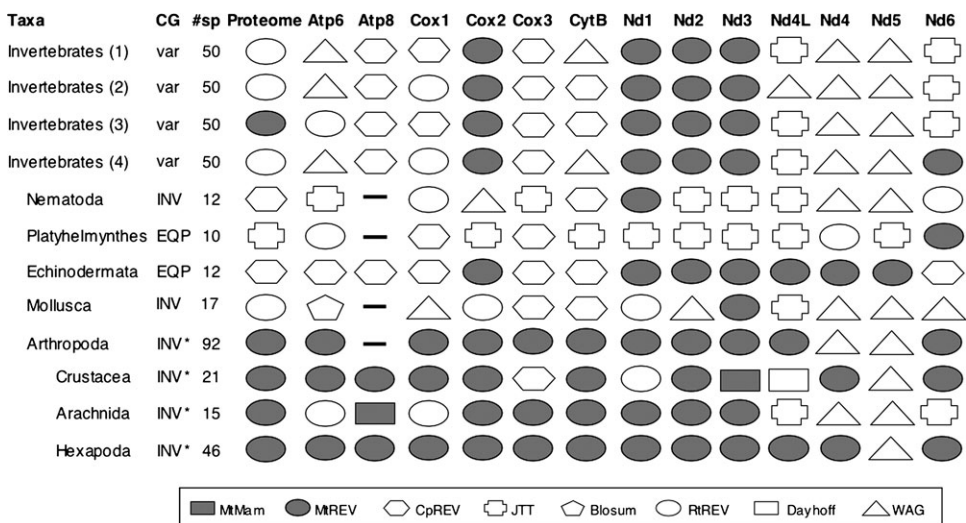 Taxa CG #sp Proteome Atp6 Atp8 Cox1 Cox2 Cox3 CytB Nd1 Nd2 Nd3 Nd4L Nd4 Nd5 Nd6
Invertebrates (1) var 50
Invertebrates (2) var 50
Invertebrates (3) var 50
Invertebrates (4) var 50
Nematoda INV 12
Platyhelmynthes EQP 10
Echinodermata EQP 12
Mollusca INV 17
Arthropoda INV* 92
Crustacea INV* 21
Arachnida INV* 15
Hexapoda INV* 46
MtMam MtREV CpREV JTT Blosum RtREV Dayhoff WAG